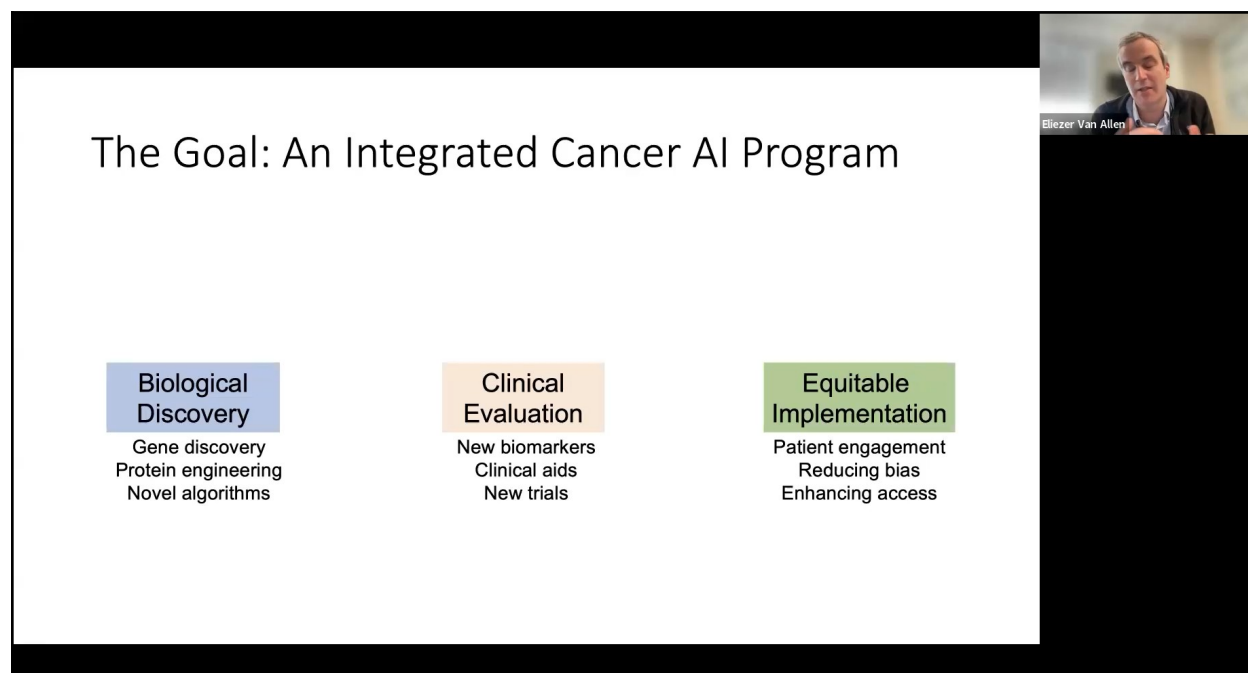 Eliezer Van Allen
The Goal: An Integrated Cancer AI Program
Biological
Discovery
Gene discovery
Protein engineering
Novel algorithms
Clinical
Evaluation
New biomarkers
Clinical aids
New trials
Equitable
Implementation
Patient engagement
Reducing bias
Enhancing access